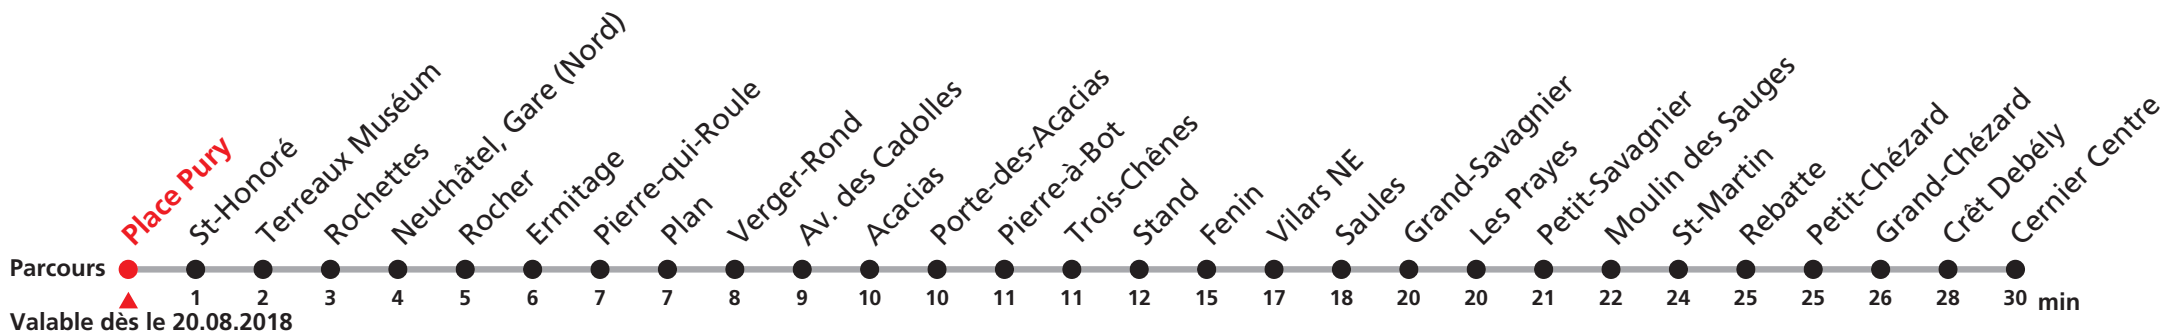 Place Pury
St-Honoré
Terreaux Muséum
Rochettes
Neuchâtel, Gare (Nord)
Rocher
Ermitage
Pierre-qui-Roule
Plan
Verger-Rond
Av. des Cadolles
Acacias
Porte-des-Acacias
Pierre-à-Bot
Trois-Chênes
Stand
Fenin
Vilars NE
Saules
Grand-Savagnier
Les Prayes
Petit-Savagnier
Moulin des Sauges
St-Martin
Rebatte
Petit-Chézard
Grand-Chézard
Crêt Debély
Cernier Centre
Parcours
1 2 3 4 5 6 7 7 8 9 10 10 11 11 12 15 17 18 20 20 21 22 24 25 25 26 28 30 min
Valable dès le 20.08.2018